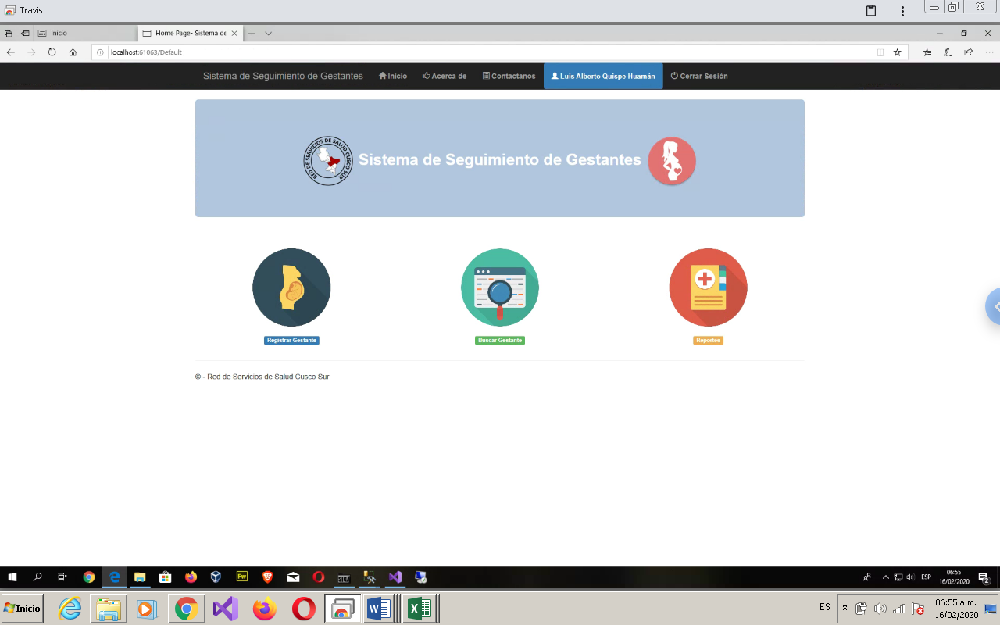 Travis
Inicio
Home Page- Sistema de
localhost:61063/Default
Sistema de Seguimiento de Gestantes
Inicio
Acerca de
Contactanos
Luis Alberto Quispe Huamán
Cerrar Sesión
RED DE SERVICIOS DE SALUD CUSCO SUR
Sistema de Seguimiento de Gestantes
Registrar Gestante
Buscar Gestante
Reportes
© - Red de Servicios de Salud Cusco Sur
Fw
ESP
06:55
16/02/2020
2
Inicio
ES
06:55 a.m.
16/02/2020